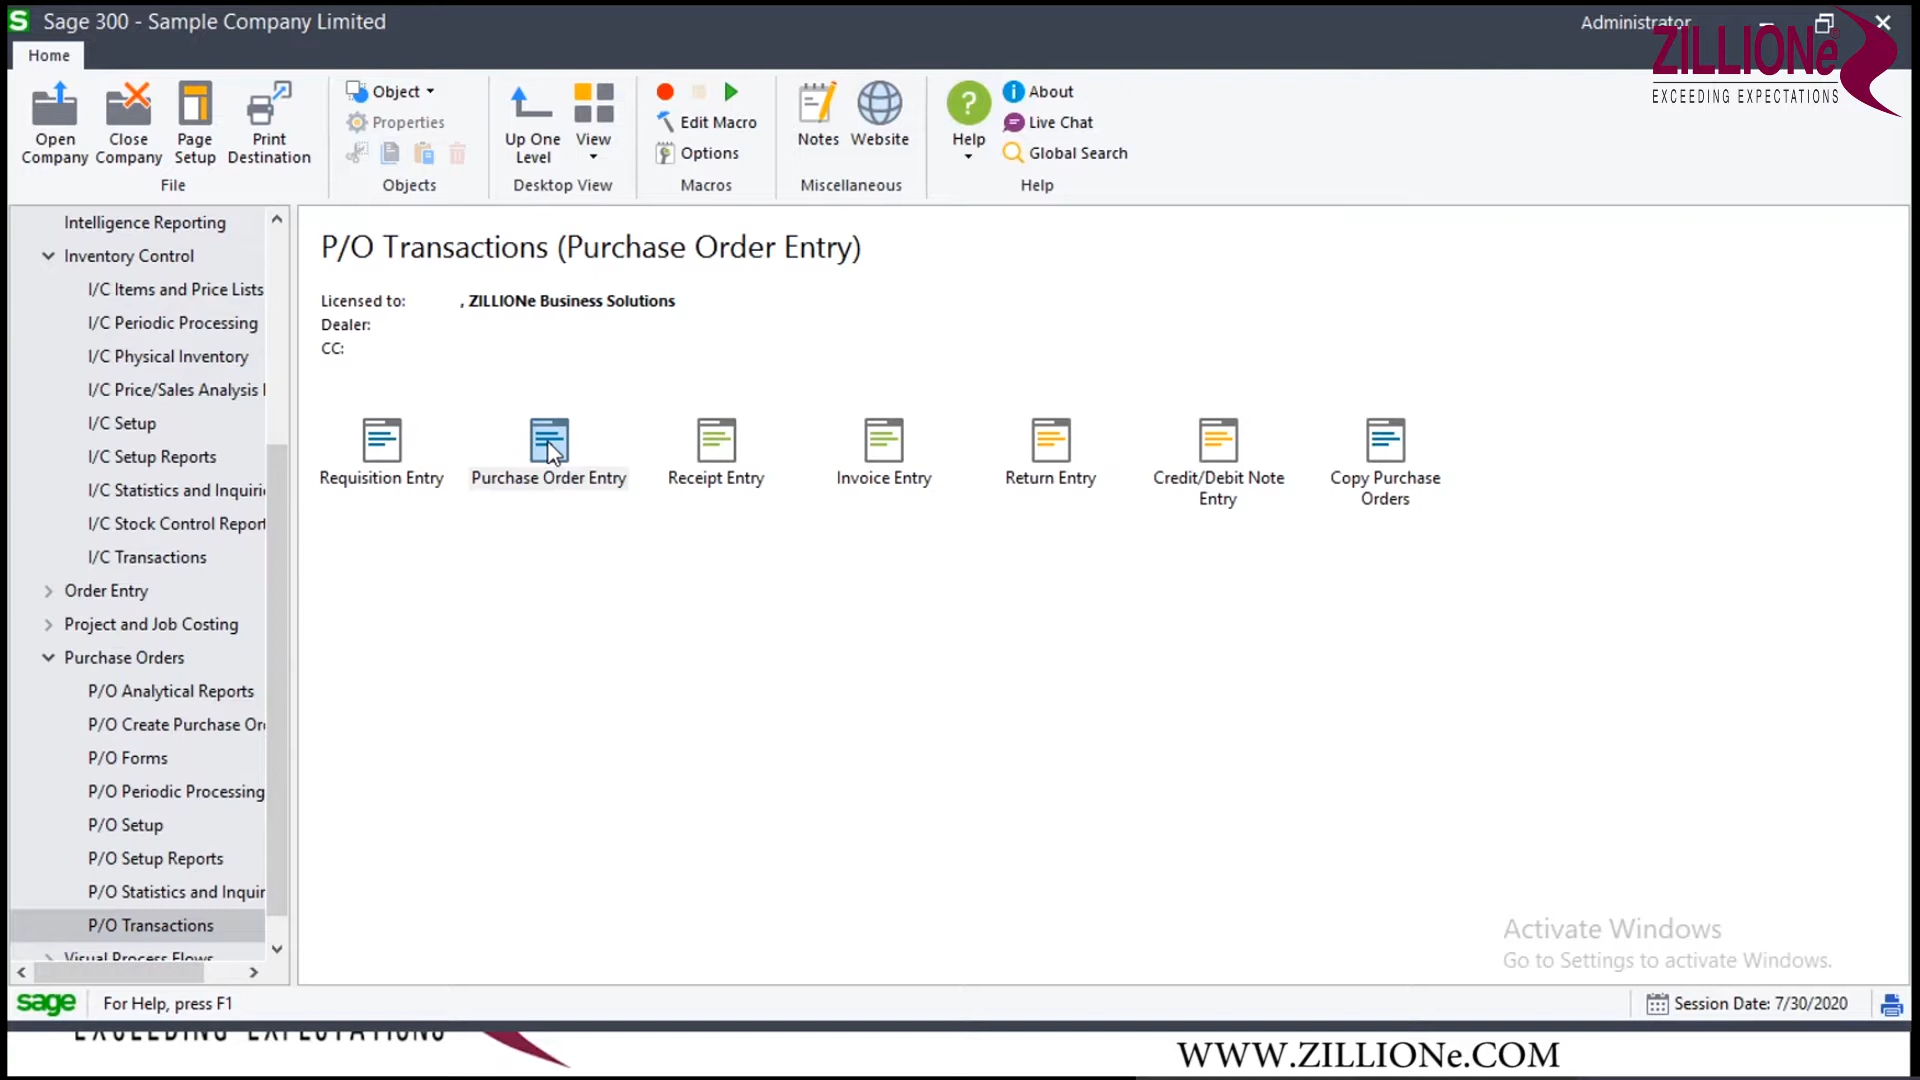 Sage 300 - Sample Company Limited
Administrator
ZILLIONe
EXCEEDING EXPECTATIONS
Home
Open Company
Close Company
Page Setup
Print Destination
File
Object
Properties
Objects
Up One Level
View
Desktop View
Edit Macro
Options
Macros
Notes
Website
Miscellaneous
Help
About
Live Chat
Global Search
Help
Intelligence Reporting
Inventory Control
I/C Items and Price Lists
I/C Periodic Processing
I/C Physical Inventory
I/C Price/Sales Analysis
I/C Setup
I/C Setup Reports
I/C Statistics and Inquiri
I/C Stock Control Report
I/C Transactions
Order Entry
Project and Job Costing
Purchase Orders
P/O Analytical Reports
P/O Create Purchase Or
P/O Forms
P/O Periodic Processing
P/O Setup
P/O Setup Reports
P/O Statistics and Inquir
P/O Transactions
Visual Process Flows
P/O Transactions (Purchase Order Entry)
Licensed to: , ZILLIONe Business Solutions
Dealer:
CC:
Requisition Entry
Purchase Order Entry
Receipt Entry
Invoice Entry
Return Entry
Credit/Debit Note
Entry
Copy Purchase
Orders
Activate Windows
Go to Settings to activate Windows.
sage
For Help, press F1
Session Date: 7/30/2020
EXCEEDING EXPECTATIONS
WWW.ZILLIONe.COM